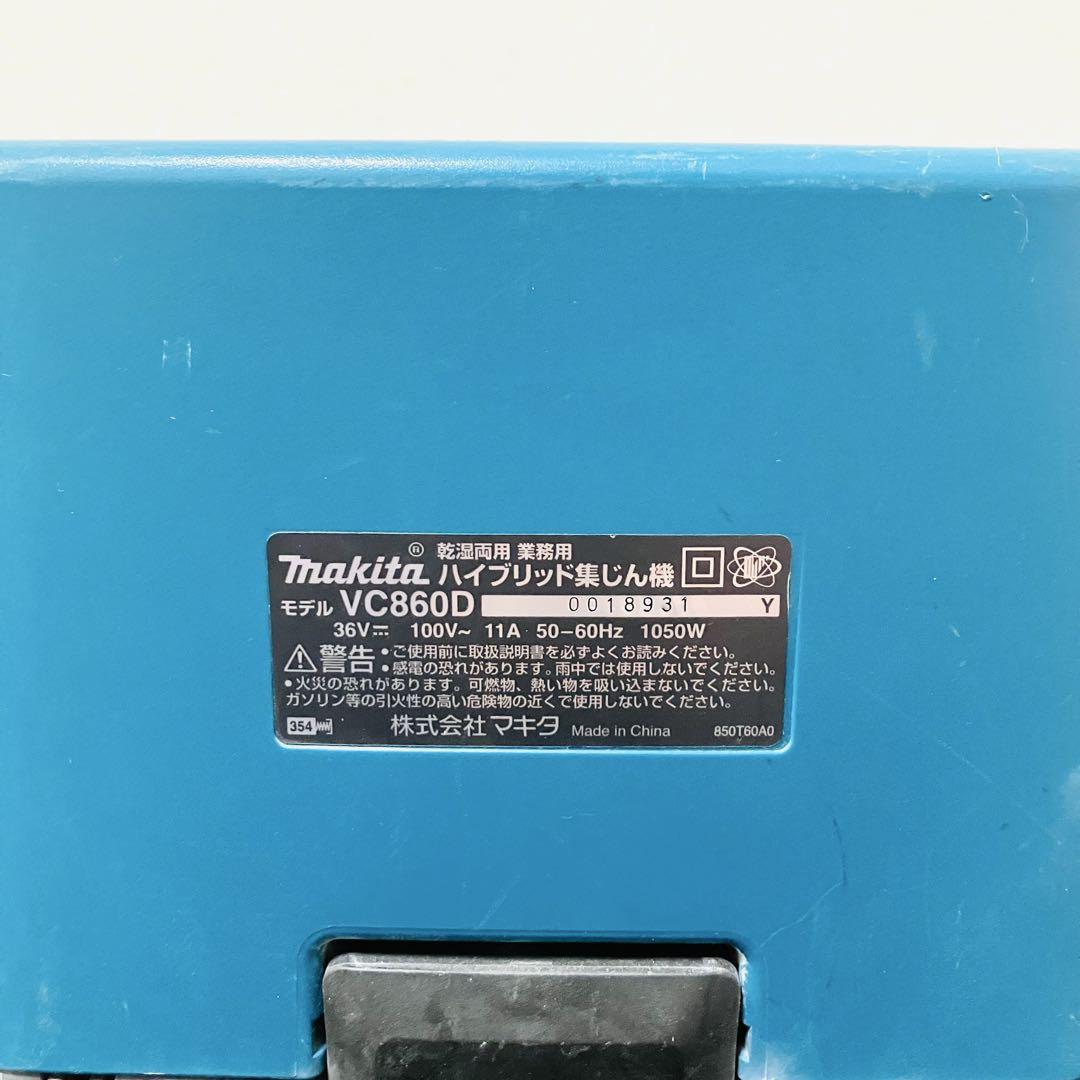 makita® 乾湿両用 業務用
ハイブリッド集じん機
モデル VC860D 0018931 Y
36V⎓ 100V~ 11A 50-60Hz 1050W
⚠警告 • ご使用前に取扱説明書を必ずよくお読みください。
• 感電の恐れがあります。雨中では使用しないでください。
• 火災の恐れがあります。可燃物、熱い物を吸い込まないでください。
ガソリン等の引火性の高い危険物の近くで使用しないでください。
354 株式会社マキタ Made in China 850T60A0